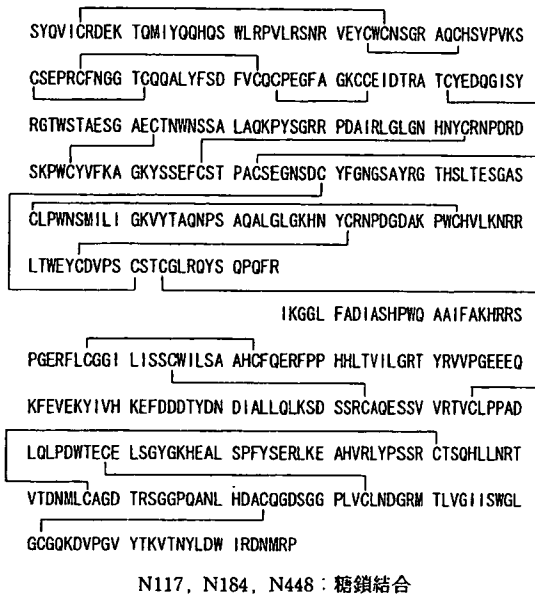 SYQVICRDEK TQMIYQQHQS WLRPVLRSNR VEYCWCNSGR AQCHSVPVKS
CSEPRCFNGG TCQQALYFSD FVCQCPEGFA GKCCEIDTRA TCYEDQGISY
RGTWSTAESG AECTNWNSSA LAQKPYSGRR PDAIRLGLGN HNYCRNPDRD
SKPWCYVFKA GKYSSEFCST PACSEGNSDC YFGNGSAYRG THSLTESGAS
CLPWNSMILI GKVYTAQNPS AQALGLGKHN YCRNPDGDAK PWCHVLKNRR
LTWEYCDVPS CSTCGLRQYS QPQFR
IKGGL FADIASHPWQ AAIFAKHRRS
PGERFLCGGI LISSCWILSA AHCFQERFPP HHLTVILGRT YRVVPGEEEQ
KFEVEKYIVH KEFDDDTYDN DIALLQLKSD SSRCAQESSV VRTVCLPPAD
LQLPDWTECE LSGYGKHEAL SPFYSERLKE AHVRLYPSSR CTSQHLLNRT
VTDNMLCAGD TRSGGPQANL HDACQGDSGG PLVCLNDGRM TLVGIISWGL
GCGQKDVPGV YTKVTNYLDW IRDNMRP
N117, N184, N448：糖鎖結合